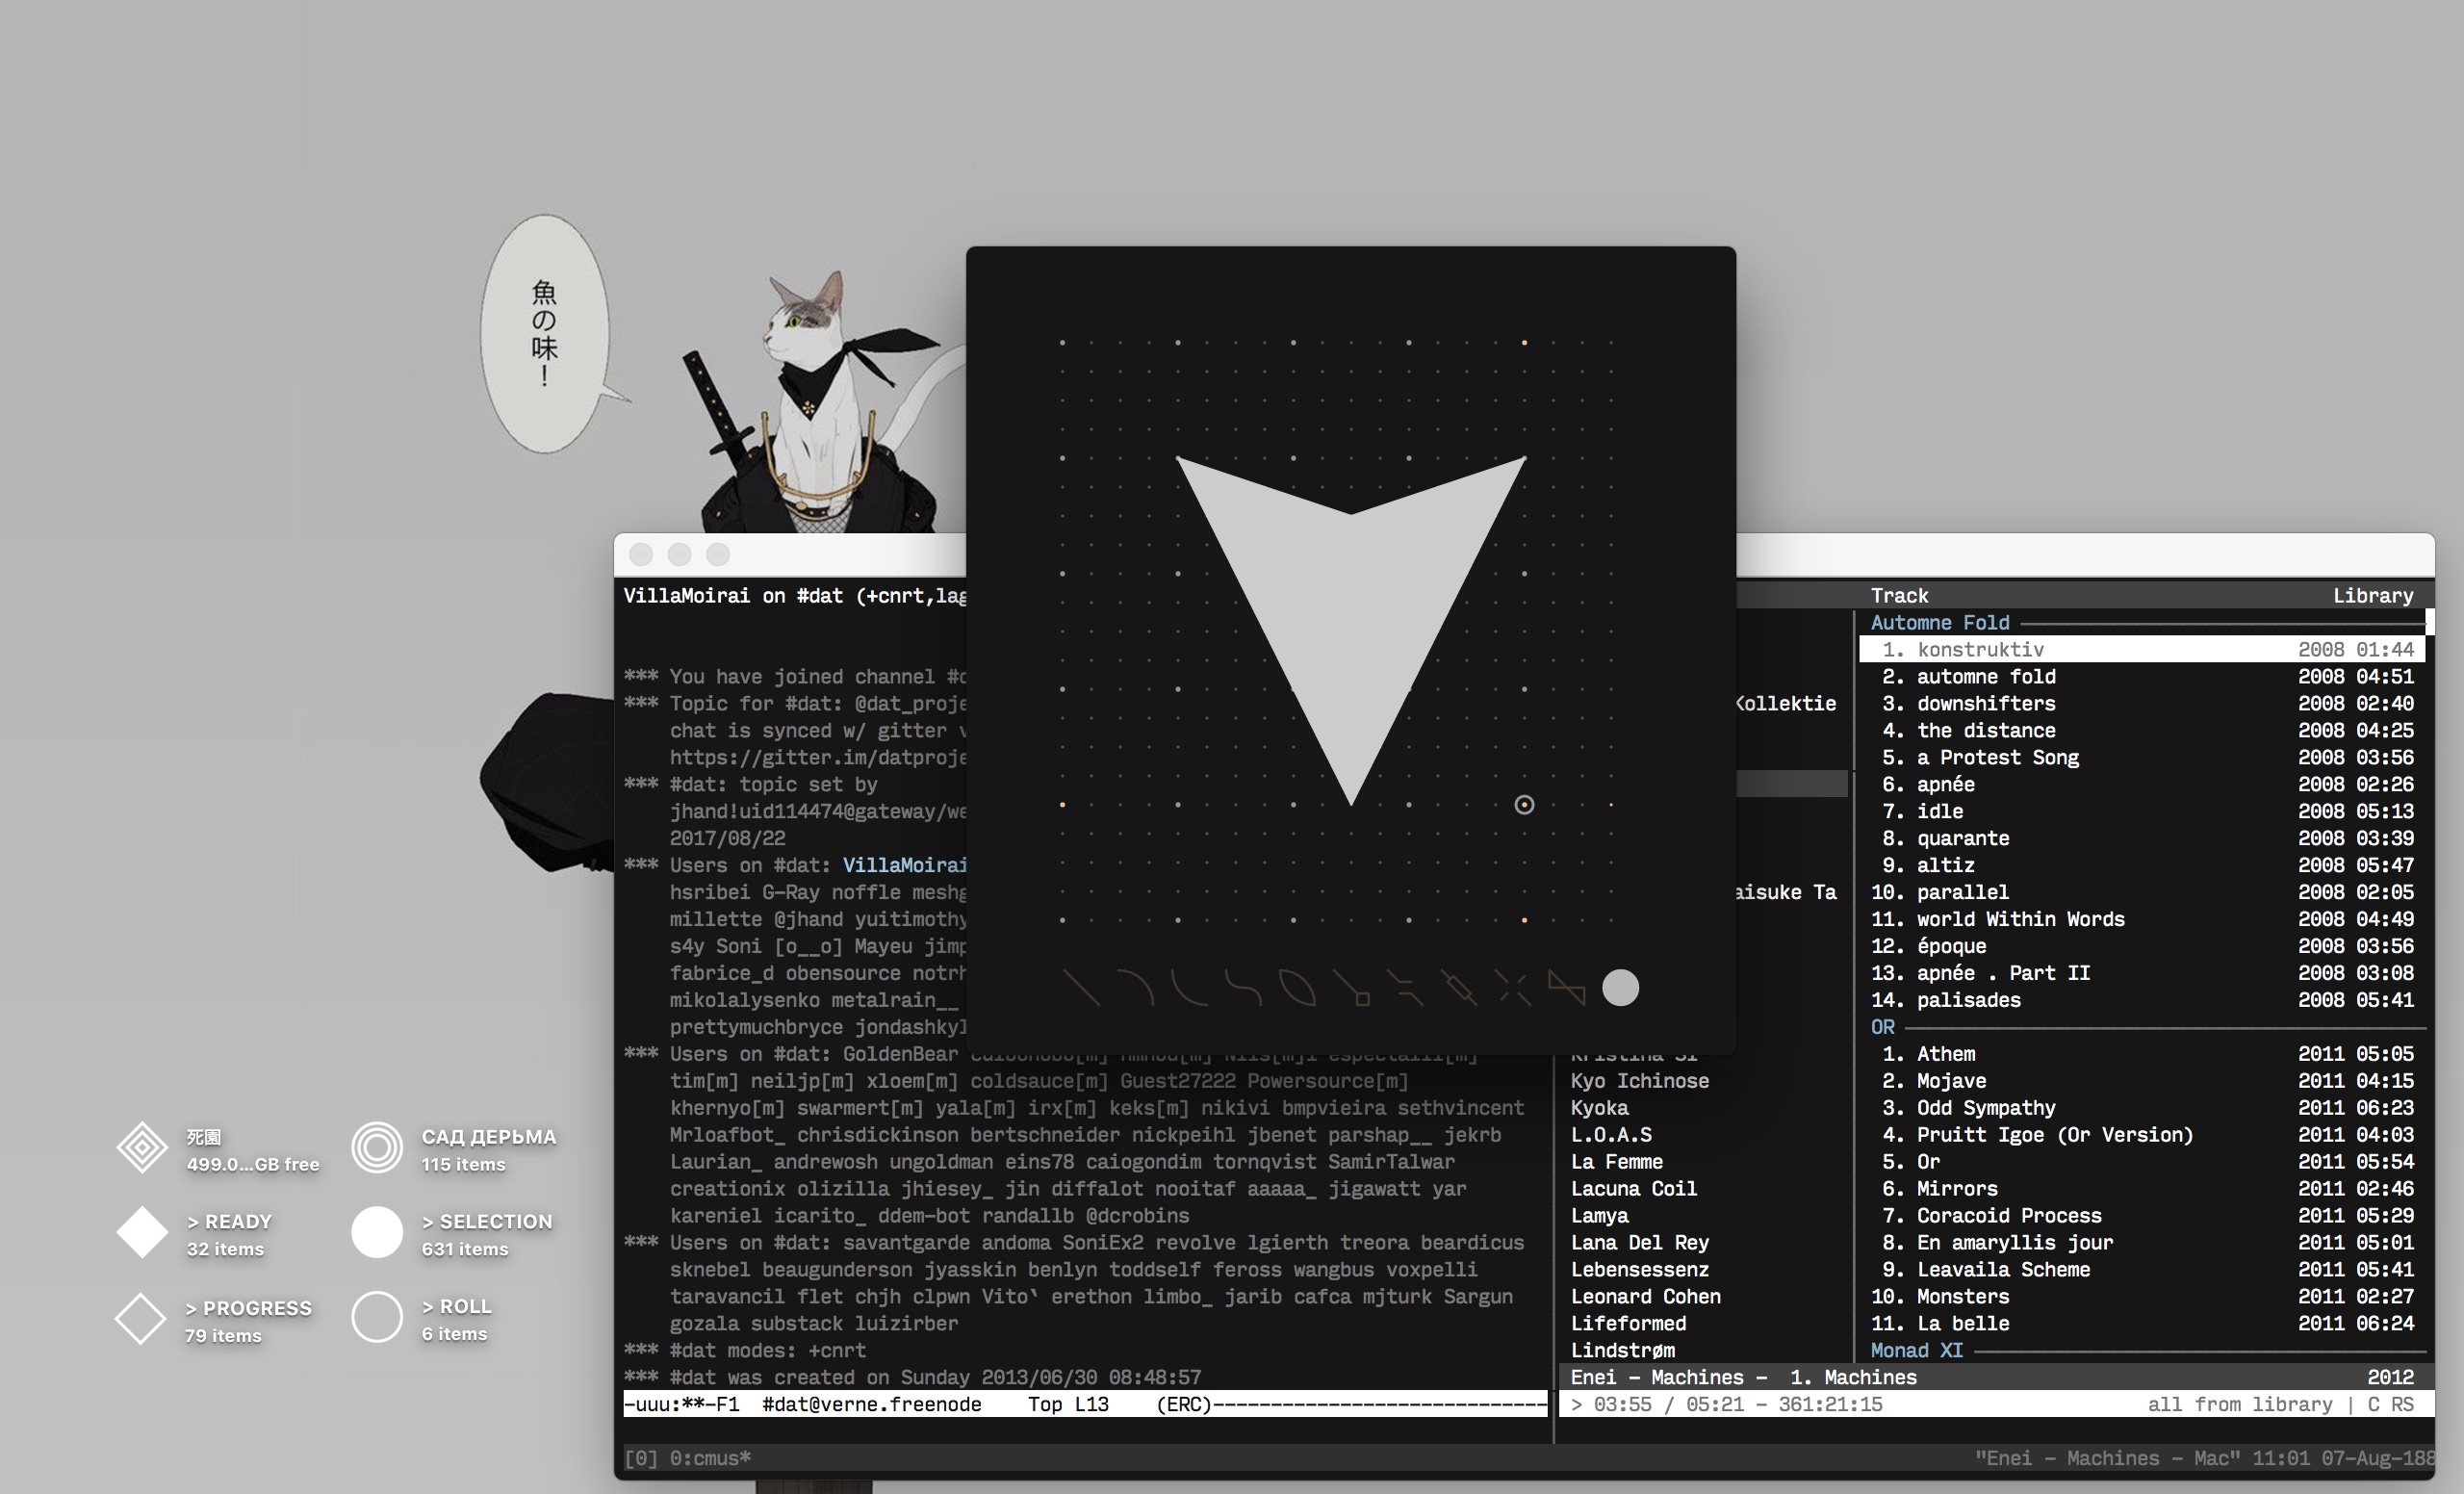 魚の味!
VillaMoirai on #dat (+cnrt,lag
*** You have joined channel #d
*** Topic for #dat: @dat_proje
chat is synced w/ gitter v
https://gitter.im/datproje
*** #dat: topic set by
jhand!uid114474@gateway/we
2017/08/22
*** Users on #dat: VillaMoirai
hsribei G-Ray noffle meshg
millette @jhand yuitimothy
s4y Soni [o__o] Mayeu jimp
fabrice_d obensource notrh
mikolalysenko metalrain__
prettymuchbryce jondashkyl
*** Users on #dat: GoldenBear
tim[m] neiljp[m] xloem[m] coldsauce[m] Guest27222 Powersource[m]
khernyo[m] swarmert[m] yala[m] irx[m] keks[m] nikivi bmpvieira sethvincent
Mrloafbot_ chrisdickinson bertschneider nickpeihl jbenet parshap__ jekrb
Laurian_ andrewosh ungoldman eins78 caiogondim tornqvist SamirTalwar
creationix olizilla jhiesey_ jin diffalot nooitaf aaaaa_ jigawatt yar
kareniel icarito_ ddem-bot randallb @dcrobins
*** Users on #dat: savantgarde andoma SoniEx2 revolve lgierth treora beardicus
sknebel beaugunderson jyasskin benlyn toddself feross wangbus voxpelli
taravancil flet chjh clpwn Vito` erethon limbo_ jarib cafca mjturk Sargun
gozala substack luizirber
*** #dat modes: +cnrt
*** #dat was created on Sunday 2013/06/30 08:48:57
-uuu:**-F1 #dat@verne.freenode Top L13 (ERC)-----------------------------
Kollektie
aisuke Ta
Kyo Ichinose
Kyoka
L.O.A.S
La Femme
Lacuna Coil
Lamya
Lana Del Rey
Lebensessenz
Leonard Cohen
Lifeformed
Lindstrøm
Track Library
Automne Fold
1. konstruktiv 2008 01:44
2. automne fold 2008 04:51
3. downshifters 2008 02:40
4. the distance 2008 04:25
5. a Protest Song 2008 03:56
6. apnée 2008 02:26
7. idle 2008 05:13
8. quarante 2008 03:39
9. altiz 2008 05:47
10. parallel 2008 02:05
11. world Within Words 2008 04:49
12. époque 2008 03:56
13. apnée . Part II 2008 03:08
14. palisades 2008 05:41
OR
1. Athem 2011 05:05
2. Mojave 2011 04:15
3. Odd Sympathy 2011 06:23
4. Pruitt Igoe (Or Version) 2011 04:03
5. Or 2011 05:54
6. Mirrors 2011 02:46
7. Coracoid Process 2011 05:29
8. En amaryllis jour 2011 05:01
9. Leavaila Scheme 2011 05:41
10. Monsters 2011 02:27
11. La belle 2011 06:24
Monad XI
Enei - Machines - 1. Machines 2012
> 03:55 / 05:21 - 361:21:15 all from library | C RS
[0] 0:cmus* "Enei - Machines - Mac" 11:01 07-Aug-188
死園
499.0...GB free
САД ДЕРЬМА
115 items
> READY
32 items
> SELECTION
631 items
> PROGRESS
79 items
> ROLL
6 items